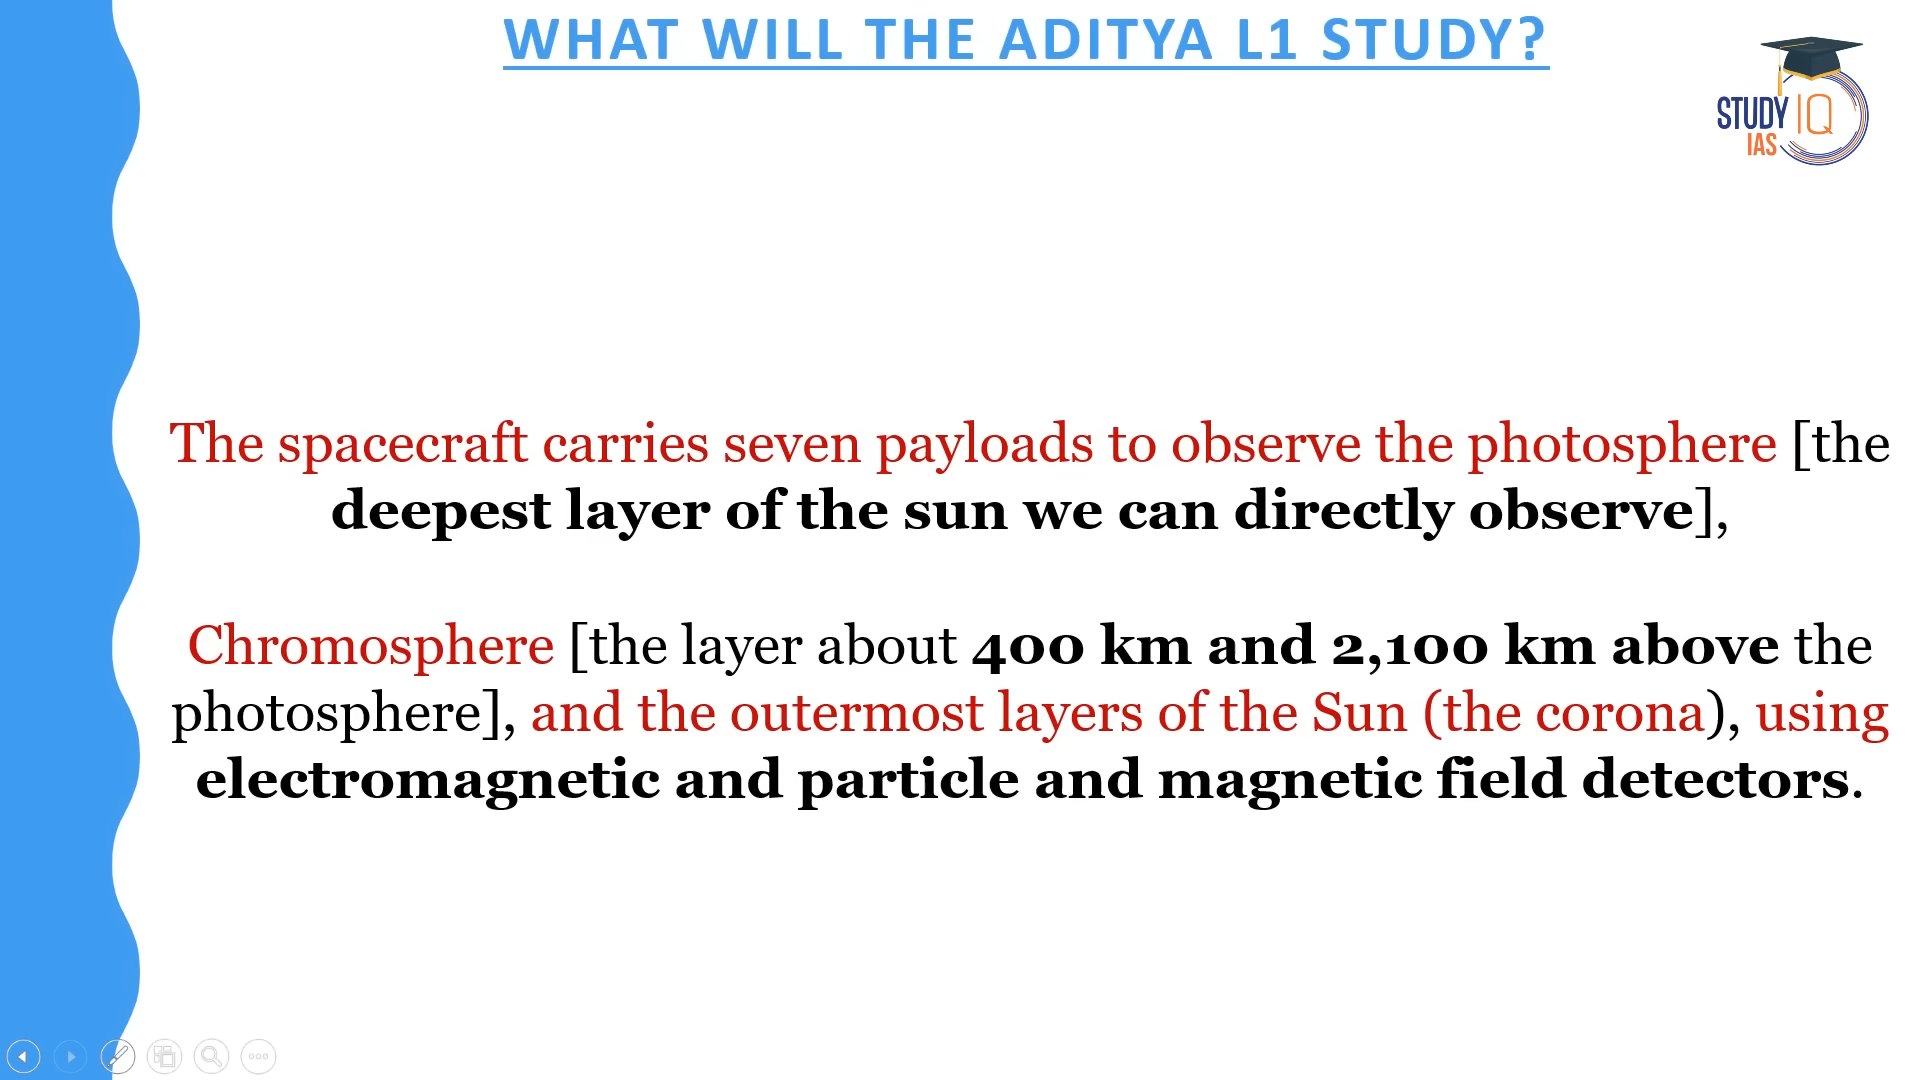 WHAT WILL THE ADITYA L1 STUDY?
STUDY IQ
IAS
The spacecraft carries seven payloads to observe the photosphere [the
deepest layer of the sun we can directly observe],
Chromosphere [the layer about 400 km and 2,100 km above the
photosphere], and the outermost layers of the Sun (the corona), using
electromagnetic and particle and magnetic field detectors.